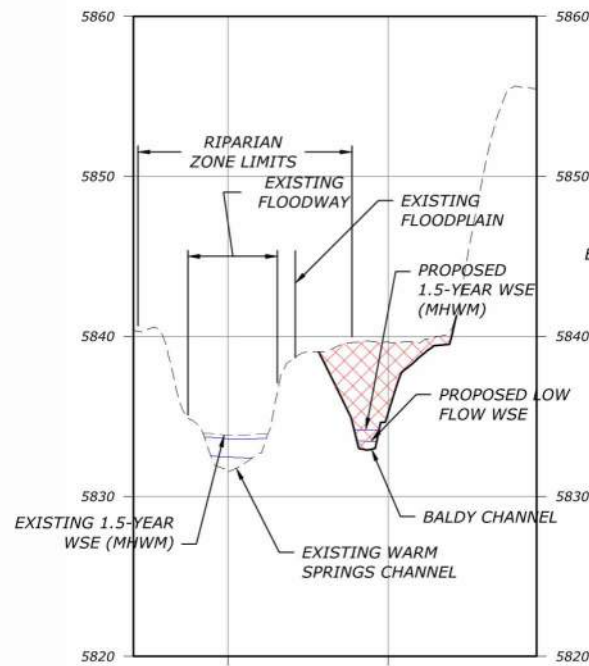 5860
5860
RIPARIAN
ZONE LIMITS
5850
5850
EXISTING
FLOODWAY
EXISTING
FLOODPLAIN
PROPOSED
1.5-YEAR WSE
(MHWM)
5840
5840
PROPOSED LOW
FLOW WSE
5830
5830
BALDY CHANNEL
EXISTING 1.5-YEAR
WSE (MHWM)
EXISTING WARM
SPRINGS CHANNEL
5820
5820